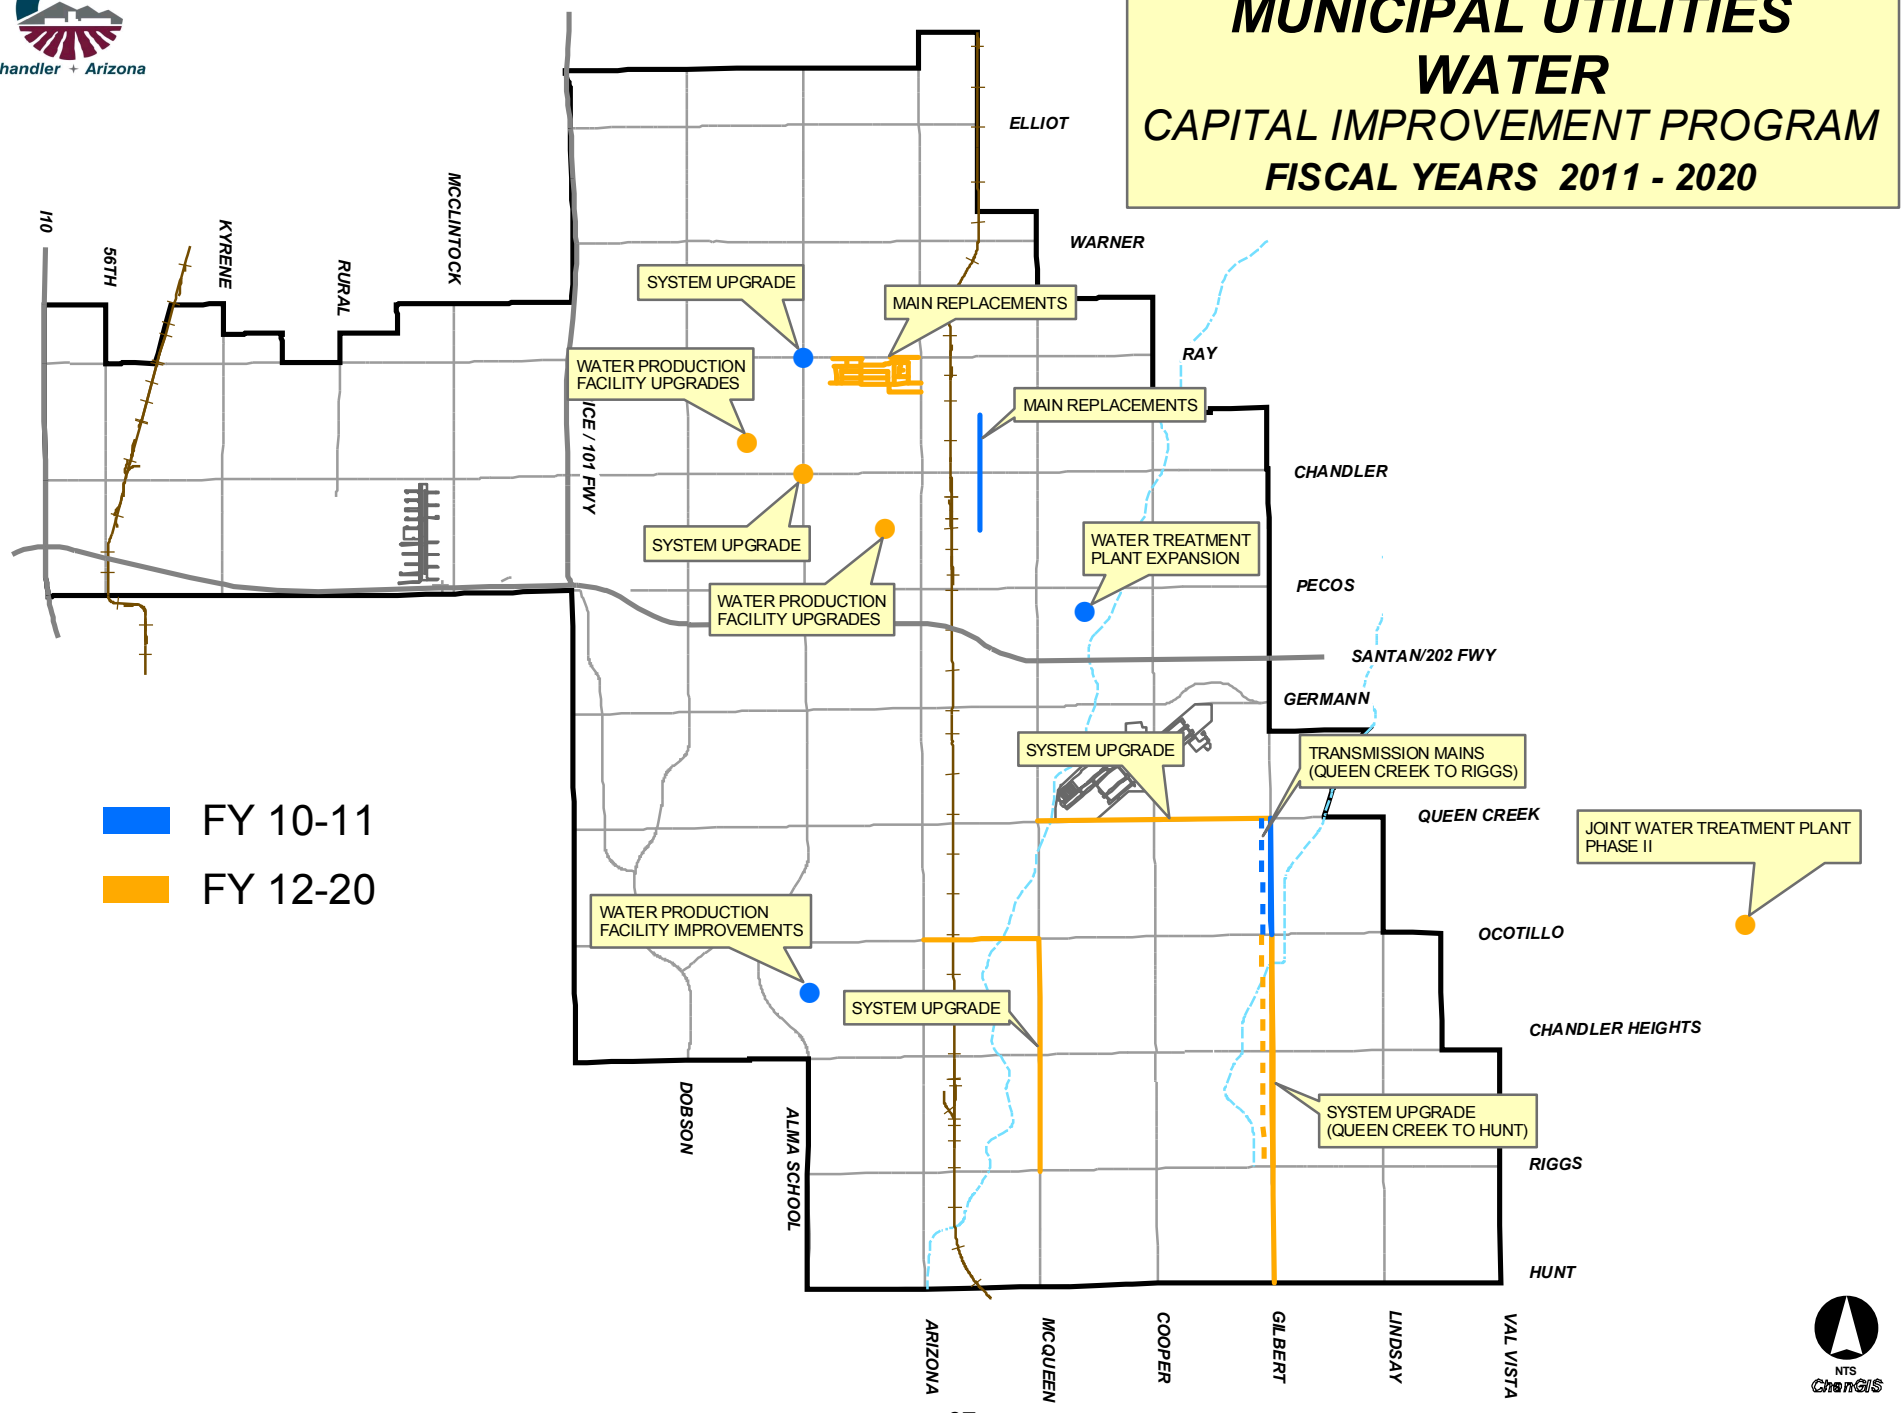 MUNICIPAL UTILITIES
WATER
CAPITAL IMPROVEMENT PROGRAM
FISCAL YEARS 2011 - 2020
handler + Arizona
ELLIOT
WARNER
RAY
CHANDLER
PECOS
SANTAN/202 FWY
GERMANN
QUEEN CREEK
OCOTILLO
CHANDLER HEIGHTS
RIGGS
HUNT
I10
56TH
KYRENE
RURAL
MCCLINTOCK
ICE / 101 FWY
SYSTEM UPGRADE
MAIN REPLACEMENTS
WATER PRODUCTION
FACILITY UPGRADES
MAIN REPLACEMENTS
SYSTEM UPGRADE
WATER TREATMENT
PLANT EXPANSION
WATER PRODUCTION
FACILITY UPGRADES
SYSTEM UPGRADE
TRANSMISSION MAINS
(QUEEN CREEK TO RIGGS)
JOINT WATER TREATMENT PLANT
PHASE II
FY 10-11
FY 12-20
WATER PRODUCTION
FACILITY IMPROVEMENTS
SYSTEM UPGRADE
SYSTEM UPGRADE
(QUEEN CREEK TO HUNT)
DOBSON
ALMA SCHOOL
ARIZONA
MCQUEEN
COOPER
GILBERT
LINDSAY
VAL VISTA
NTS
ChanGIS